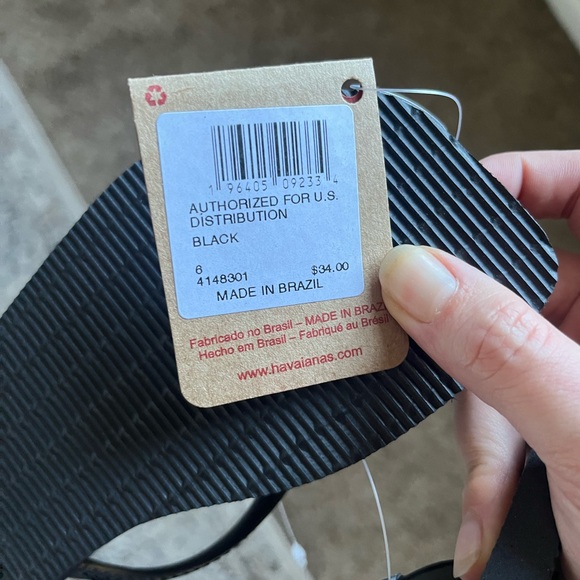 1 96405 09233 4
AUTHORIZED FOR U.S.
DISTRIBUTION
BLACK
6
4148301 $34.00
MADE IN BRAZIL
Fabricado no Brasil – MADE IN BRAZIL
Hecho en Brasil – Fabriqué au Brésil
www.havaianas.com